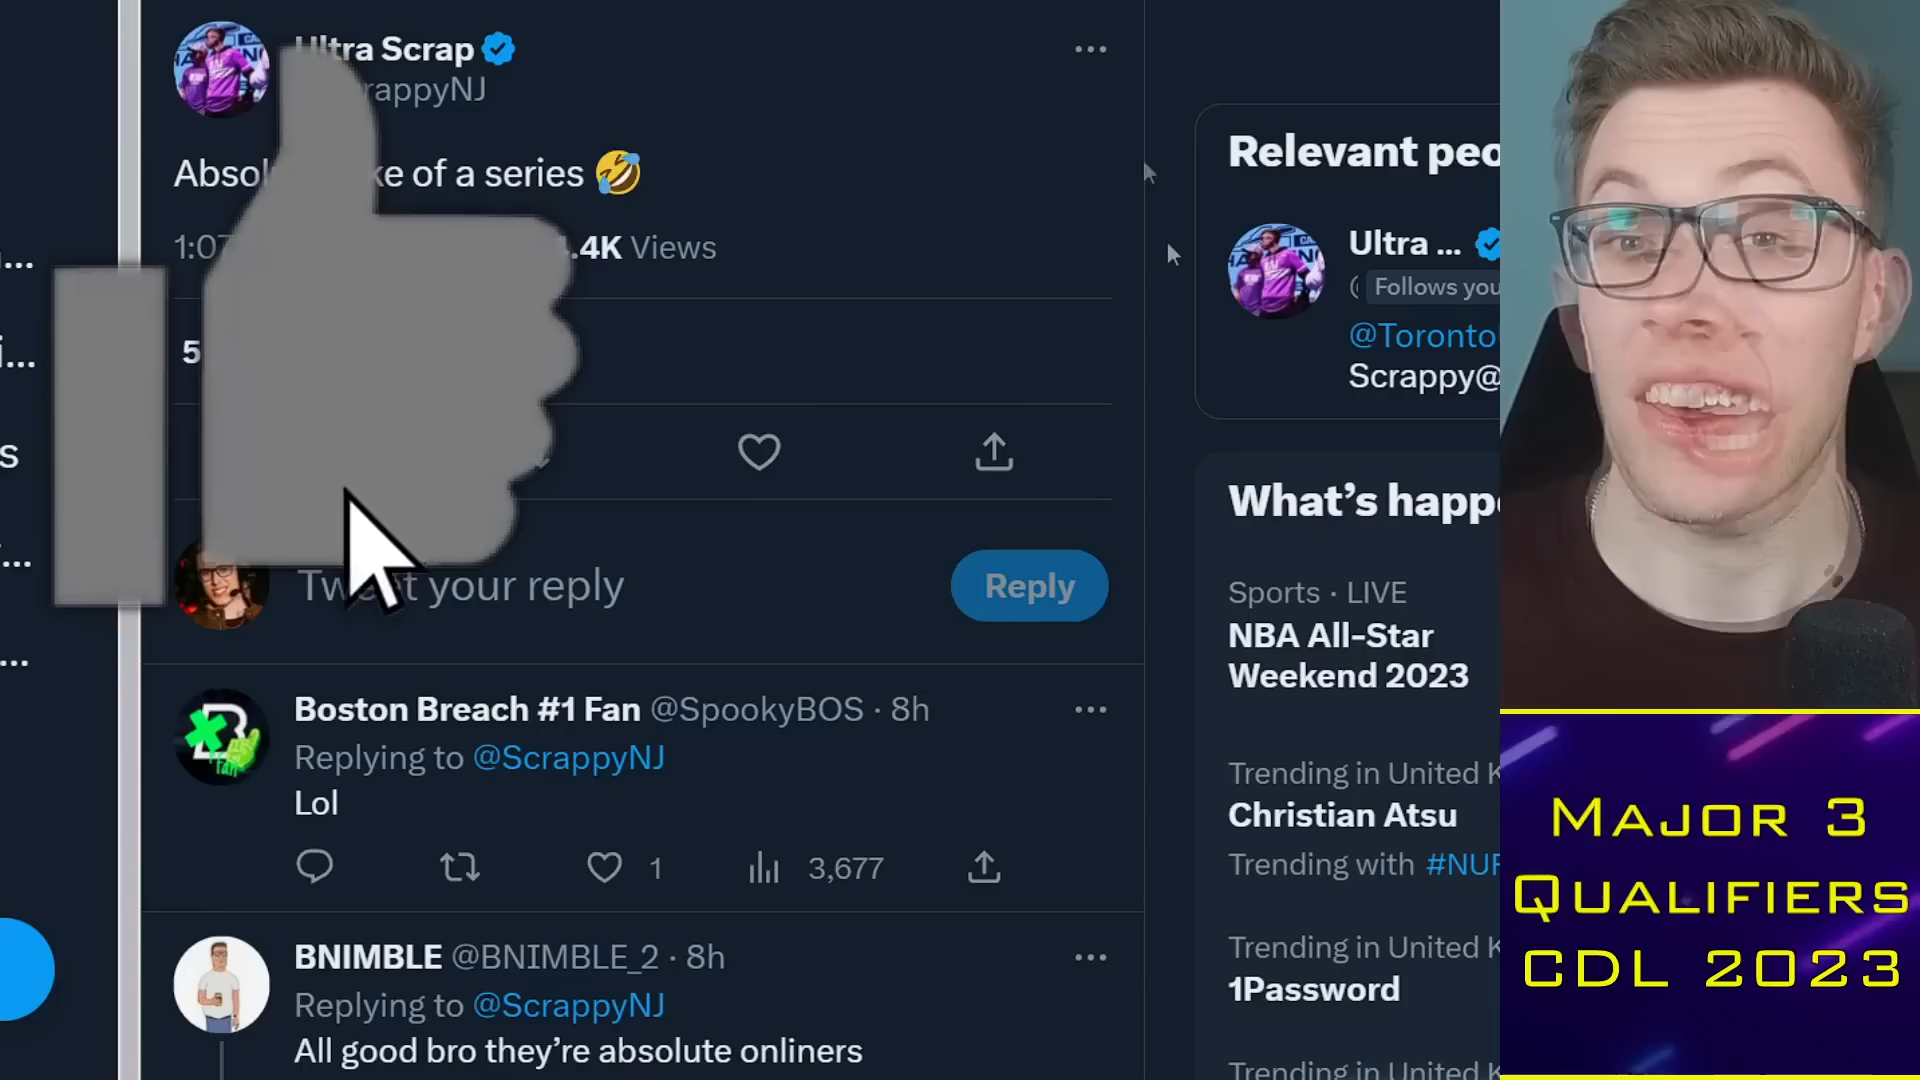 Ultra Scrap
rappyNJ
Absol ke of a series 🤣
1:07 .4K Views
5
Tweet your reply
Reply
Boston Breach #1 Fan @SpookyBOS · 8h
Replying to @ScrappyNJ
Lol
1 3,677
BNIMBLE @BNIMBLE_2 · 8h
Replying to @ScrappyNJ
All good bro they're absolute onliners
Relevant peo
Ultra ...
Follows you
@Toronto
Scrappy@
What's happe
Sports · LIVE
NBA All-Star
Weekend 2023
Trending in United K
Christian Atsu
Trending with #NUF
Trending in United K
1Password
Trending in United K
Major 3
Qualifiers
CDL 2023